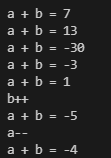 a + b = 7
a + b = 13
a + b = -30
a + b = -3
a + b = 1
b++
a + b = -5
a--
a + b = -4